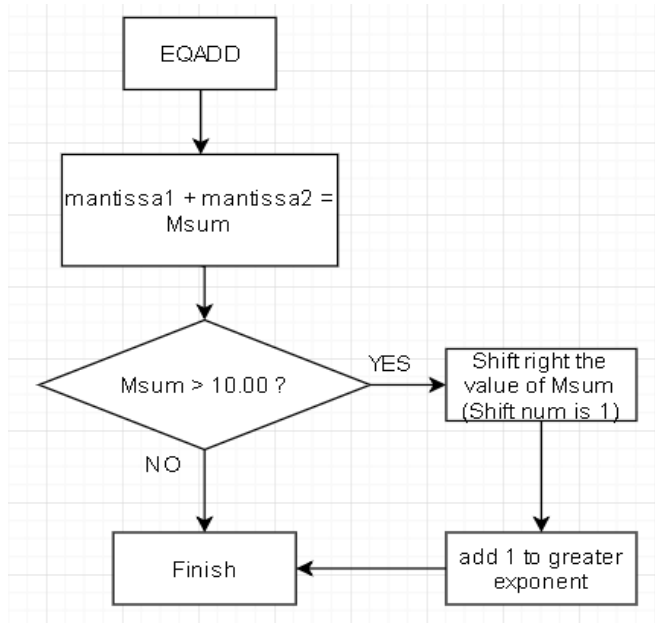 EQADD
mantissa1 + mantissa2 =
Msum
Msum > 10.00 ?
YES
Shift right the
value of Msum
(Shift num is 1)
NO
Finish
add 1 to greater
exponent